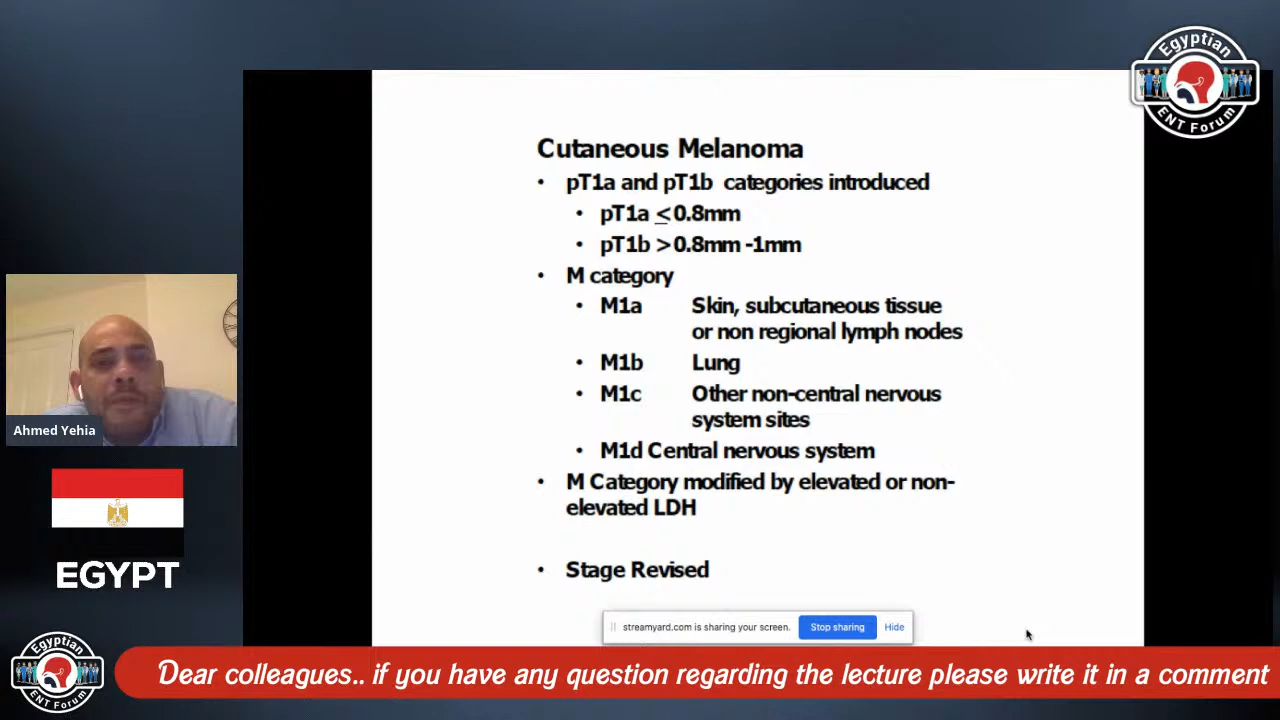 Egyptian
ENT Forum
Cutaneous Melanoma
• pT1a and pT1b categories introduced
• pT1a ≤ 0.8mm
• pT1b >0.8mm -1mm
• M category
• M1a Skin, subcutaneous tissue
or non regional lymph nodes
• M1b Lung
• M1c Other non-central nervous
system sites
• M1d Central nervous system
• M Category modified by elevated or non-
elevated LDH
• Stage Revised
Ahmed Yehia
EGYPT
streamyard.com is sharing your screen. Stop sharing Hide
Egyptian
ENT Forum
Dear colleagues.. if you have any question regarding the lecture please write it in a comment